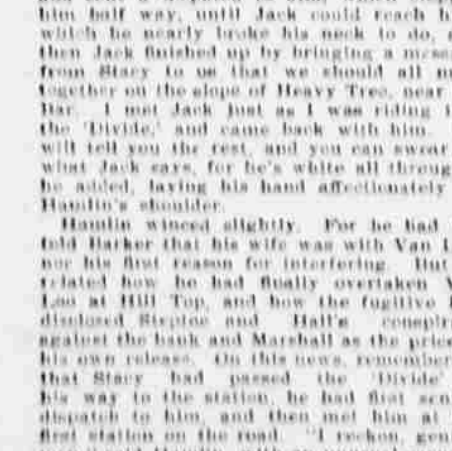 him half way, until Jack could reach h
which he nearly broke his neck to do,
then Jack finished up by bringing a mess
from Stacy to us that we should all m
together on the slope of Heavy Tree, near
Bar. I met Jack just as I was riding i
the 'Divide,' and came back with him.
will tell you the rest, and you can swear
what Jack says, for he's white all throug
he added, laying his hand affectionately
Hamlin's shoulder.
Hamlin winced slightly. For he had
told Barker that his wife was with Van L
nor his first reason for interfering. But
related how he had finally overtaken V
Loo at Hill Top, and how the fugitive
disclosed Steptoe and Hall's conspir
against the bank and Marshall as the price
his own release. On this news, remember
that Stacy had passed the 'Divide'
his way to the station, he had first sen
dispatch to him, and then met him at
first station on the road. "I reckon, gen